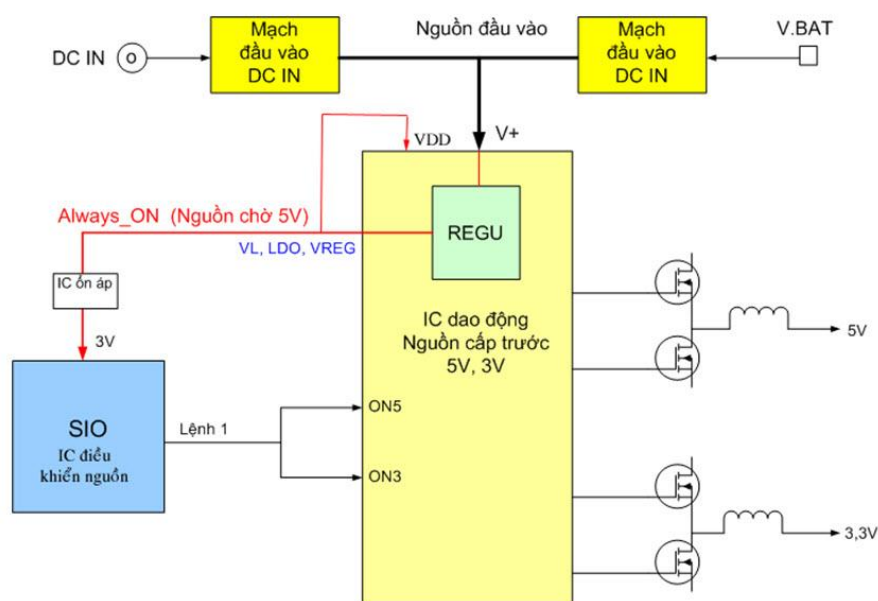 Mạch
đầu vào
DC IN
Nguồn đầu vào
Mạch
đầu vào
DC IN
V.BAT
DC IN
O
VDD
V+
Always_ON (Nguồn chờ 5V)
VL, LDO, VREG
REGU
IC ổn áp
3V
IC dao động
Nguồn cấp trước
5V, 3V
5V
SIO
IC điều
khiển nguồn
Lệnh 1
ON5
ON3
3,3V